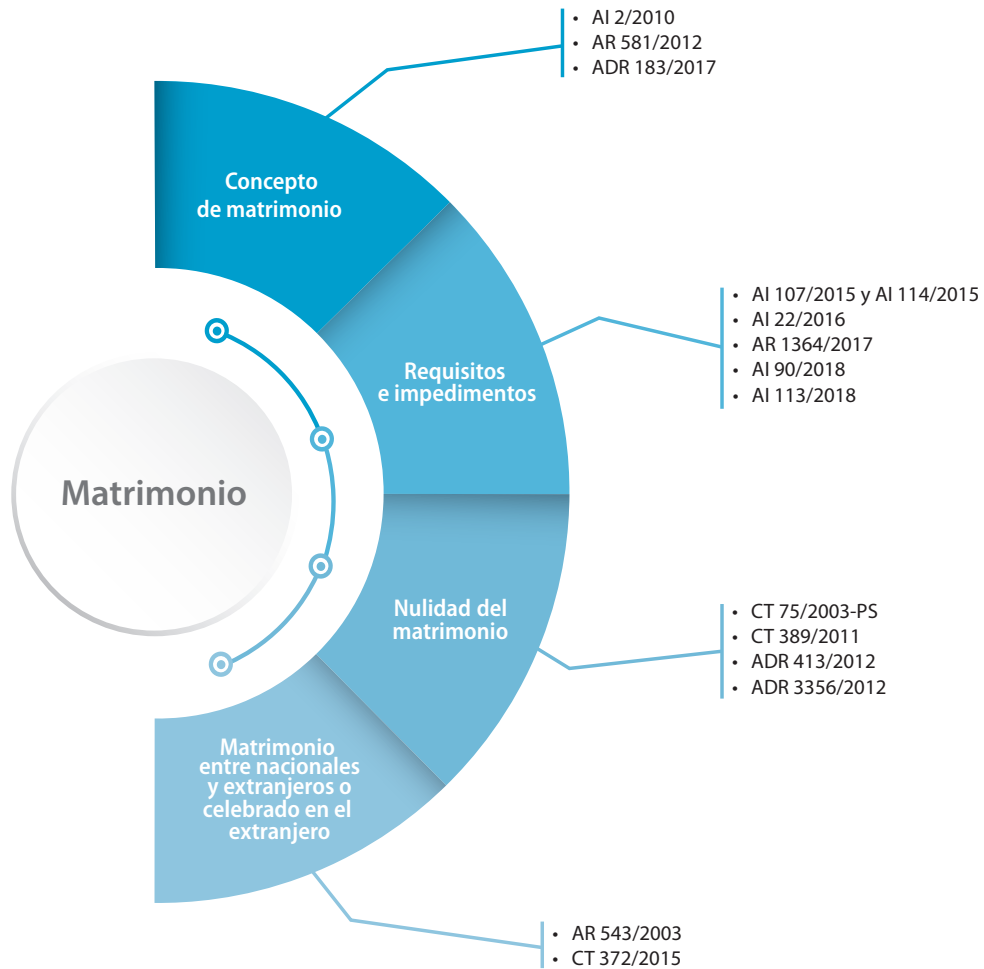 • AI 2/2010
• AR 581/2012
• ADR 183/2017
Concepto
de matrimonio
• AI 107/2015 y AI 114/2015
• AI 22/2016
• AR 1364/2017
• AI 90/2018
• AI 113/2018
Requisitos
e impedimentos
Matrimonio
Nulidad del
matrimonio
• CT 75/2003-PS
• CT 389/2011
• ADR 413/2012
• ADR 3356/2012
Matrimonio
entre nacionales
y extranjeros o
celebrado en el
extranjero
• AR 543/2003
• CT 372/2015